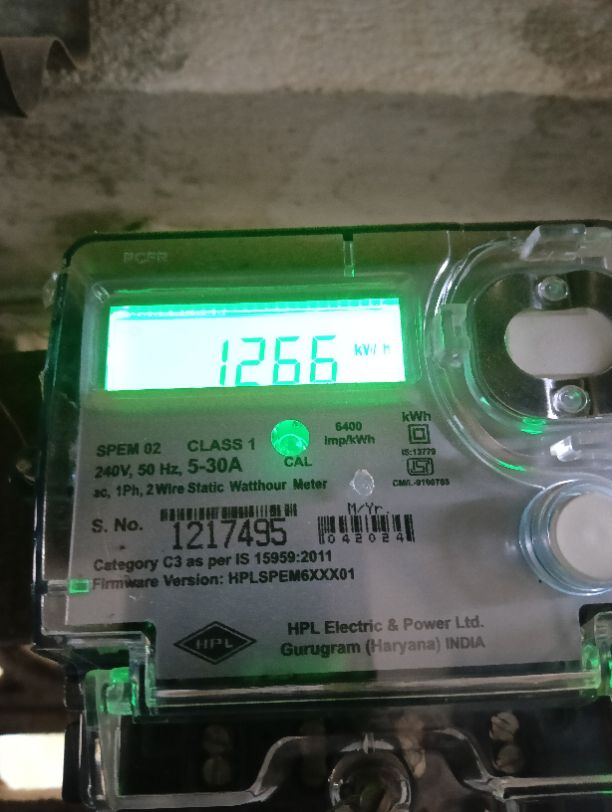 1266 kWh
6400
imp/kWh
kWh
SPEM 02 CLASS 1
240V, 50 Hz, 5-30A CAL
IS:13779
ac, 1Ph, 2 Wire Static Watthour Meter
M/Yr.
S. No. 1217495 042024
Category C3 as per IS 15959:2011
Firmware Version: HPLSPEM6XXX01
HPL
HPL Electric & Power Ltd.
Gurugram (Haryana) INDIA